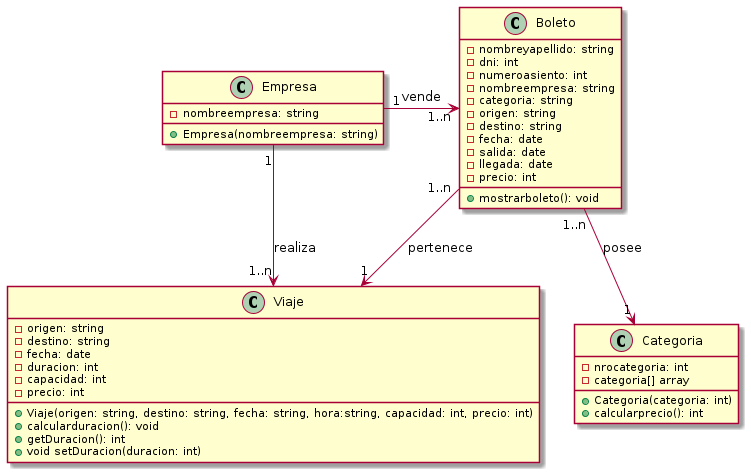 C Boleto
nombreyapellido: string
dni: int
numeroasiento: int
nombreempresa: string
categoria: string
origen: string
destino: string
fecha: date
salida: date
llegada: date
precio: int
mostrarboleto(): void
C Empresa
nombreempresa: string
Empresa(nombreempresa: string)
1
vende
1..n
1
realiza
1..n
1..n
pertenece
1
1..n
posee
1
C Viaje
origen: string
destino: string
fecha: date
duracion: int
capacidad: int
precio: int
Viaje(origen: string, destino: string, fecha: string, hora:string, capacidad: int, precio: int)
calcularduracion(): void
getDuracion(): int
void setDuracion(duracion: int)
C Categoria
nrocategoria: int
categoria[] array
Categoria(categoria: int)
calcularprecio(): int